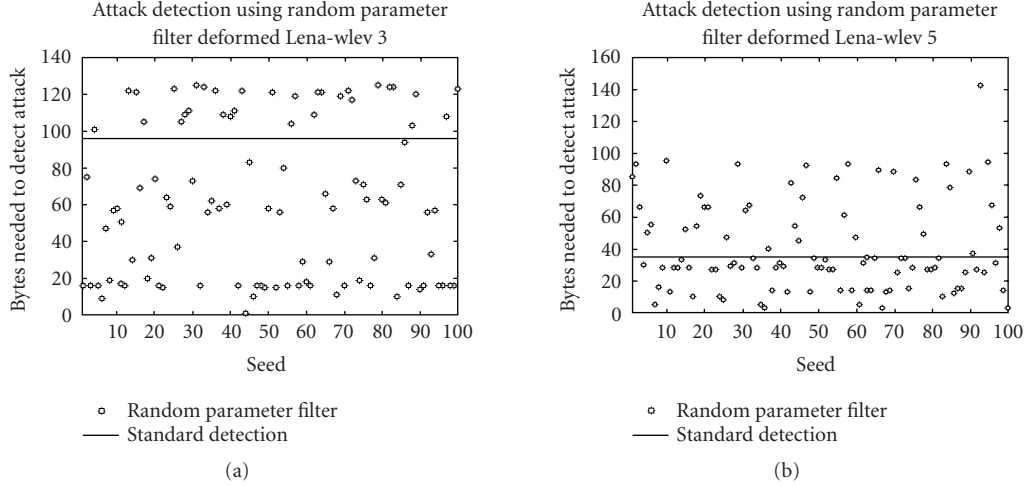 Attack detection using random parameter
filter deformed Lena-wlev 3
140
120
100
80
60
40
20
0
10 20 30 40 50 60 70 80 90 100
Bytes needed to detect attack
Seed
Random parameter filter
Standard detection
(a)
Attack detection using random parameter
filter deformed Lena-wlev 5
160
140
120
100
80
60
40
20
0
10 20 30 40 50 60 70 80 90 100
Bytes needed to detect attack
Seed
Random parameter filter
Standard detection
(b)